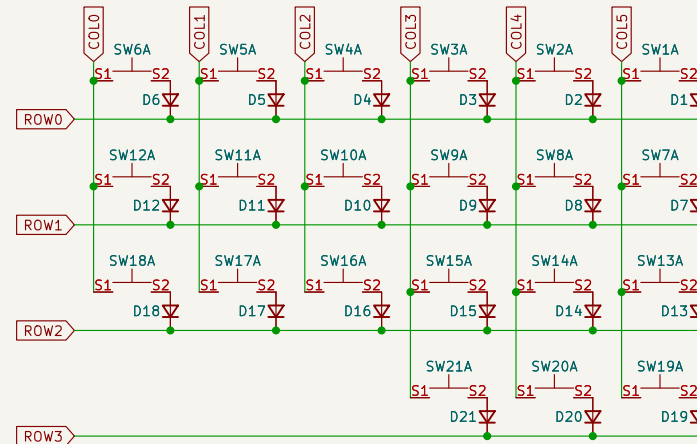 COL0 COL1 COL2 COL3 COL4 COL5
SW6A SW5A SW4A SW3A SW2A SW1A
S1 S2 S1 S2 S1 S2 S1 S2 S1 S2 S1 S2
D6 D5 D4 D3 D2 D1
ROW0
SW12A SW11A SW10A SW9A SW8A SW7A
S1 S2 S1 S2 S1 S2 S1 S2 S1 S2 S1 S2
D12 D11 D10 D9 D8 D7
ROW1
SW18A SW17A SW16A SW15A SW14A SW13A
S1 S2 S1 S2 S1 S2 S1 S2 S1 S2 S1 S2
D18 D17 D16 D15 D14 D13
ROW2
SW21A SW20A SW19A
S1 S2 S1 S2 S1 S2
D21 D20 D19
ROW3